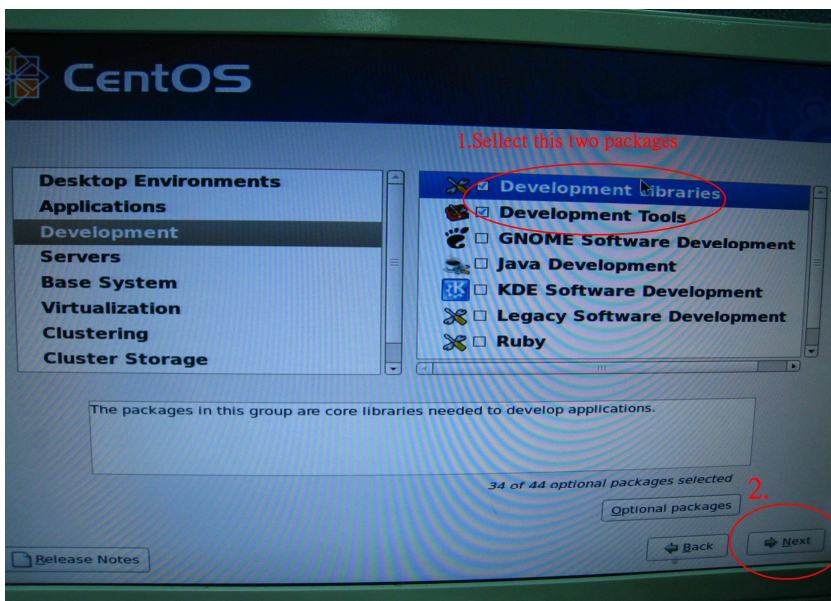 CentOS
1.Sellect this two packages
Desktop Environments
Applications
Development
Servers
Base System
Virtualization
Clustering
Cluster Storage
Development Libraries
Development Tools
GNOME Software Development
Java Development
KDE Software Development
Legacy Software Development
Ruby
The packages in this group are core libraries needed to develop applications.
34 of 44 optional packages selected
2.
Optional packages
Release Notes
Back
Next